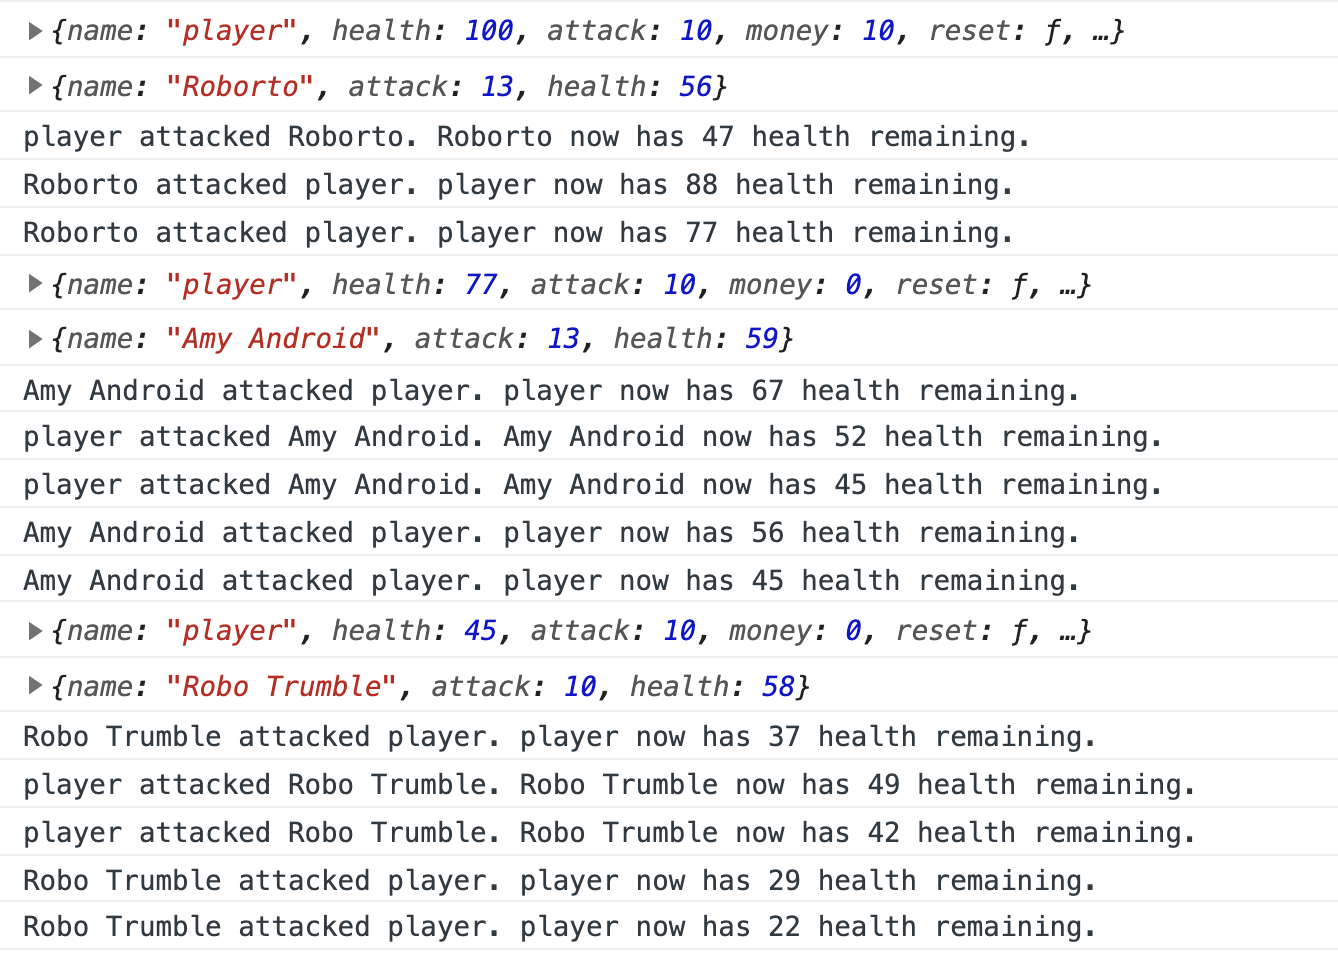 ▶{name: "player", health: 100, attack: 10, money: 10, reset: ƒ, …}
▶{name: "Roborto", attack: 13, health: 56}
player attacked Roborto. Roborto now has 47 health remaining.
Roborto attacked player. player now has 88 health remaining.
Roborto attacked player. player now has 77 health remaining.
▶{name: "player", health: 77, attack: 10, money: 0, reset: ƒ, …}
▶{name: "Amy Android", attack: 13, health: 59}
Amy Android attacked player. player now has 67 health remaining.
player attacked Amy Android. Amy Android now has 52 health remaining.
player attacked Amy Android. Amy Android now has 45 health remaining.
Amy Android attacked player. player now has 56 health remaining.
Amy Android attacked player. player now has 45 health remaining.
▶{name: "player", health: 45, attack: 10, money: 0, reset: ƒ, …}
▶{name: "Robo Trumble", attack: 10, health: 58}
Robo Trumble attacked player. player now has 37 health remaining.
player attacked Robo Trumble. Robo Trumble now has 49 health remaining.
player attacked Robo Trumble. Robo Trumble now has 42 health remaining.
Robo Trumble attacked player. player now has 29 health remaining.
Robo Trumble attacked player. player now has 22 health remaining.